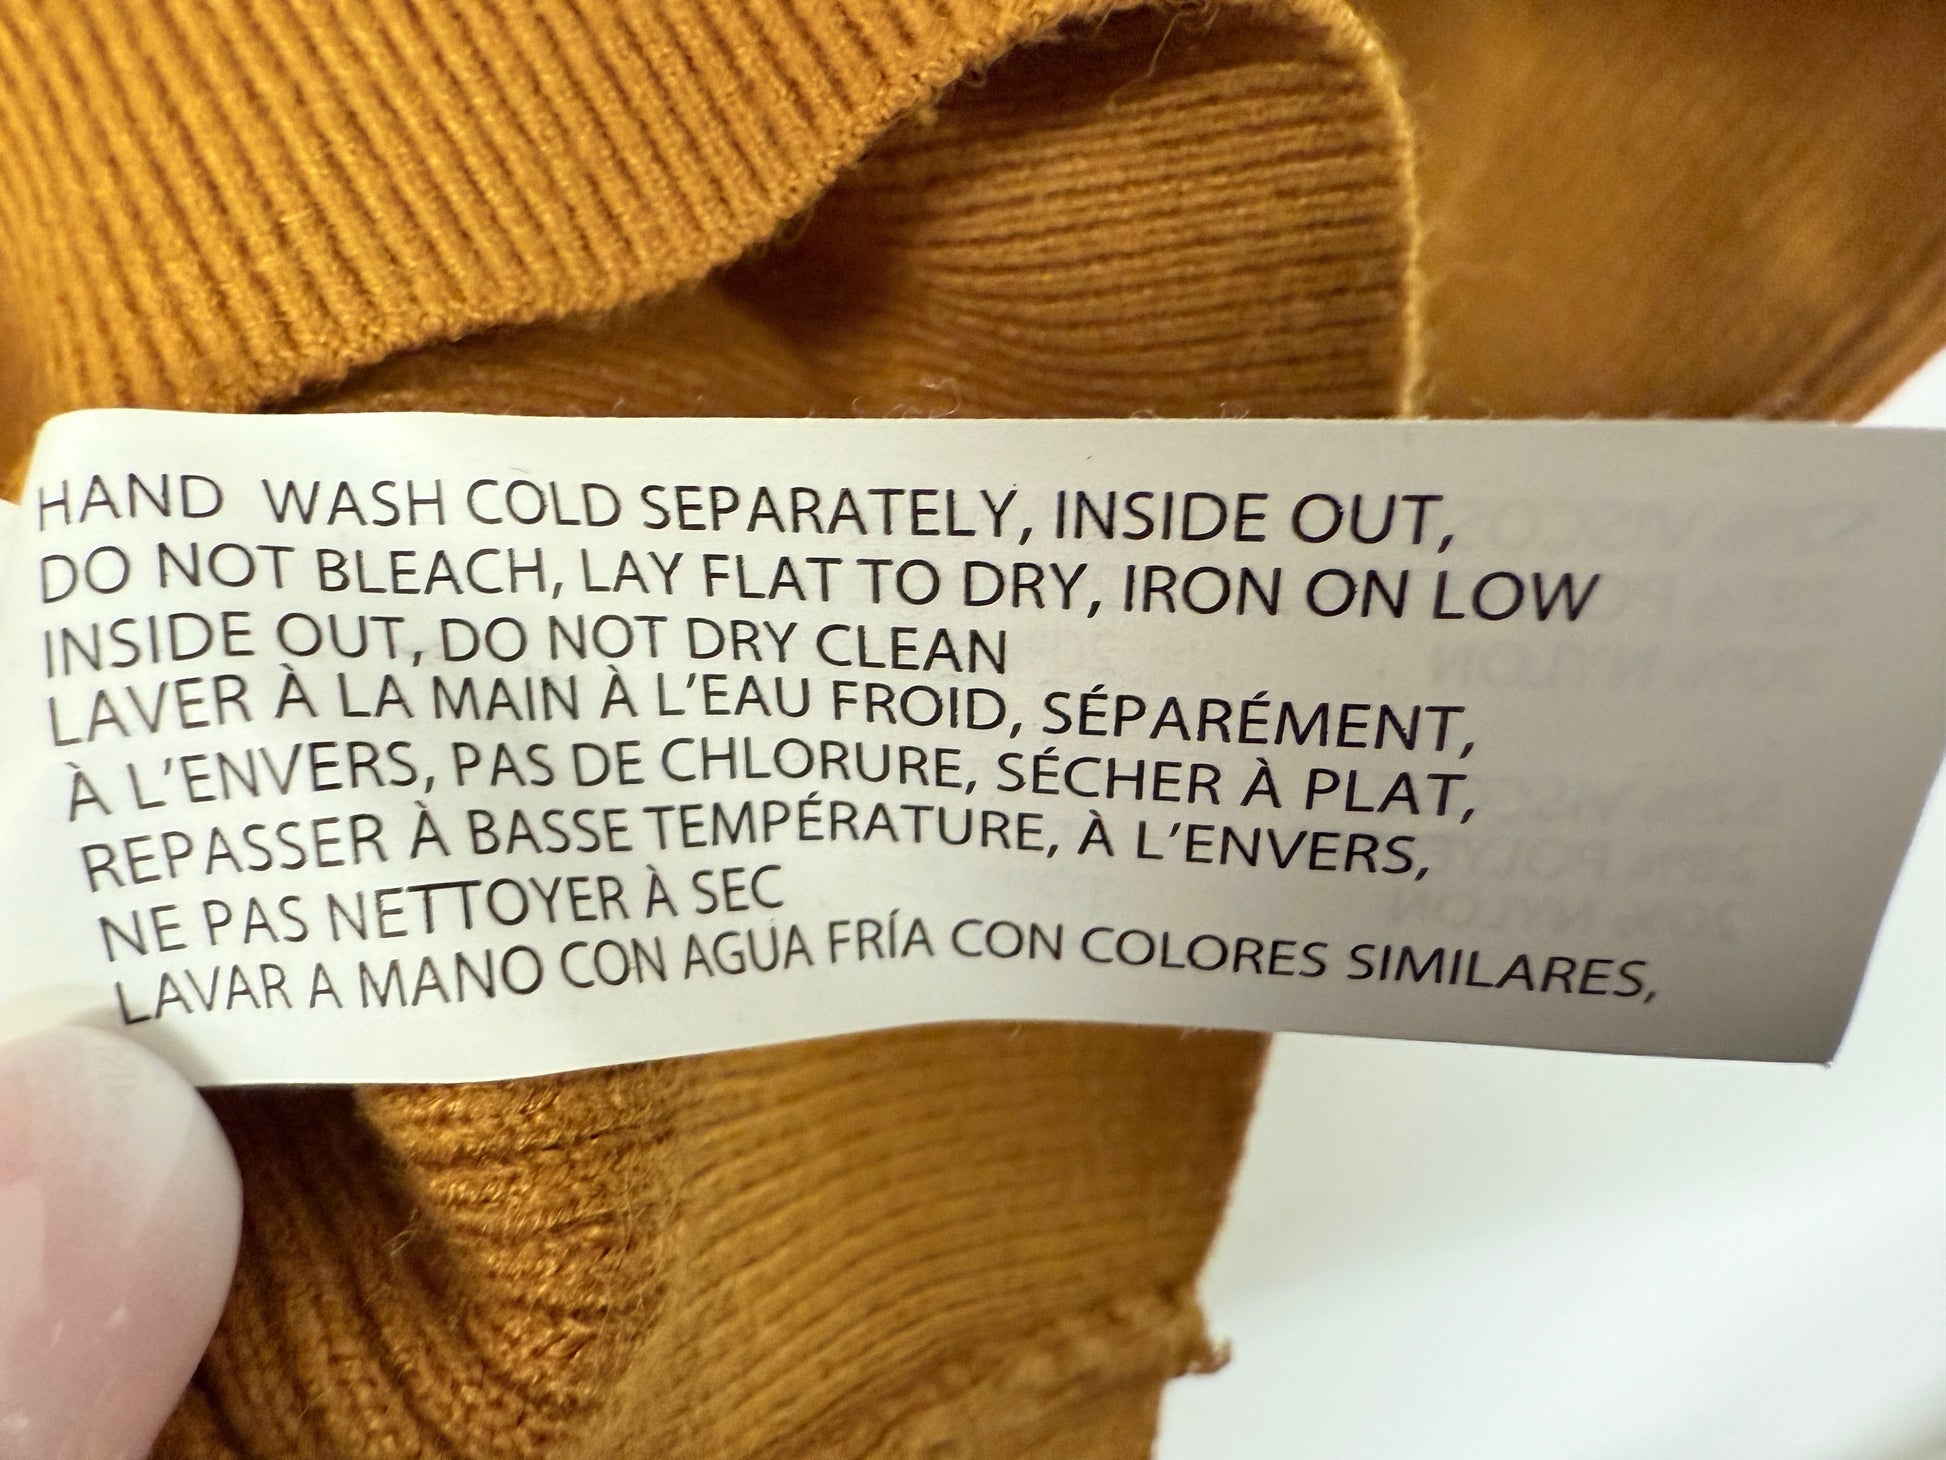 HAND WASH COLD SEPARATELY, INSIDE OUT,
DO NOT BLEACH, LAY FLAT TO DRY, IRON ON LOW
INSIDE OUT, DO NOT DRY CLEAN
LAVER À LA MAIN À L'EAU FROID, SÉPARÉMENT,
À L'ENVERS, PAS DE CHLORURE, SÉCHER À PLAT,
REPASSER À BASSE TEMPÉRATURE, À L'ENVERS,
NE PAS NETTOYER À SEC
LAVAR A MANO CON AGUA FRÍA CON COLORES SIMILARES,